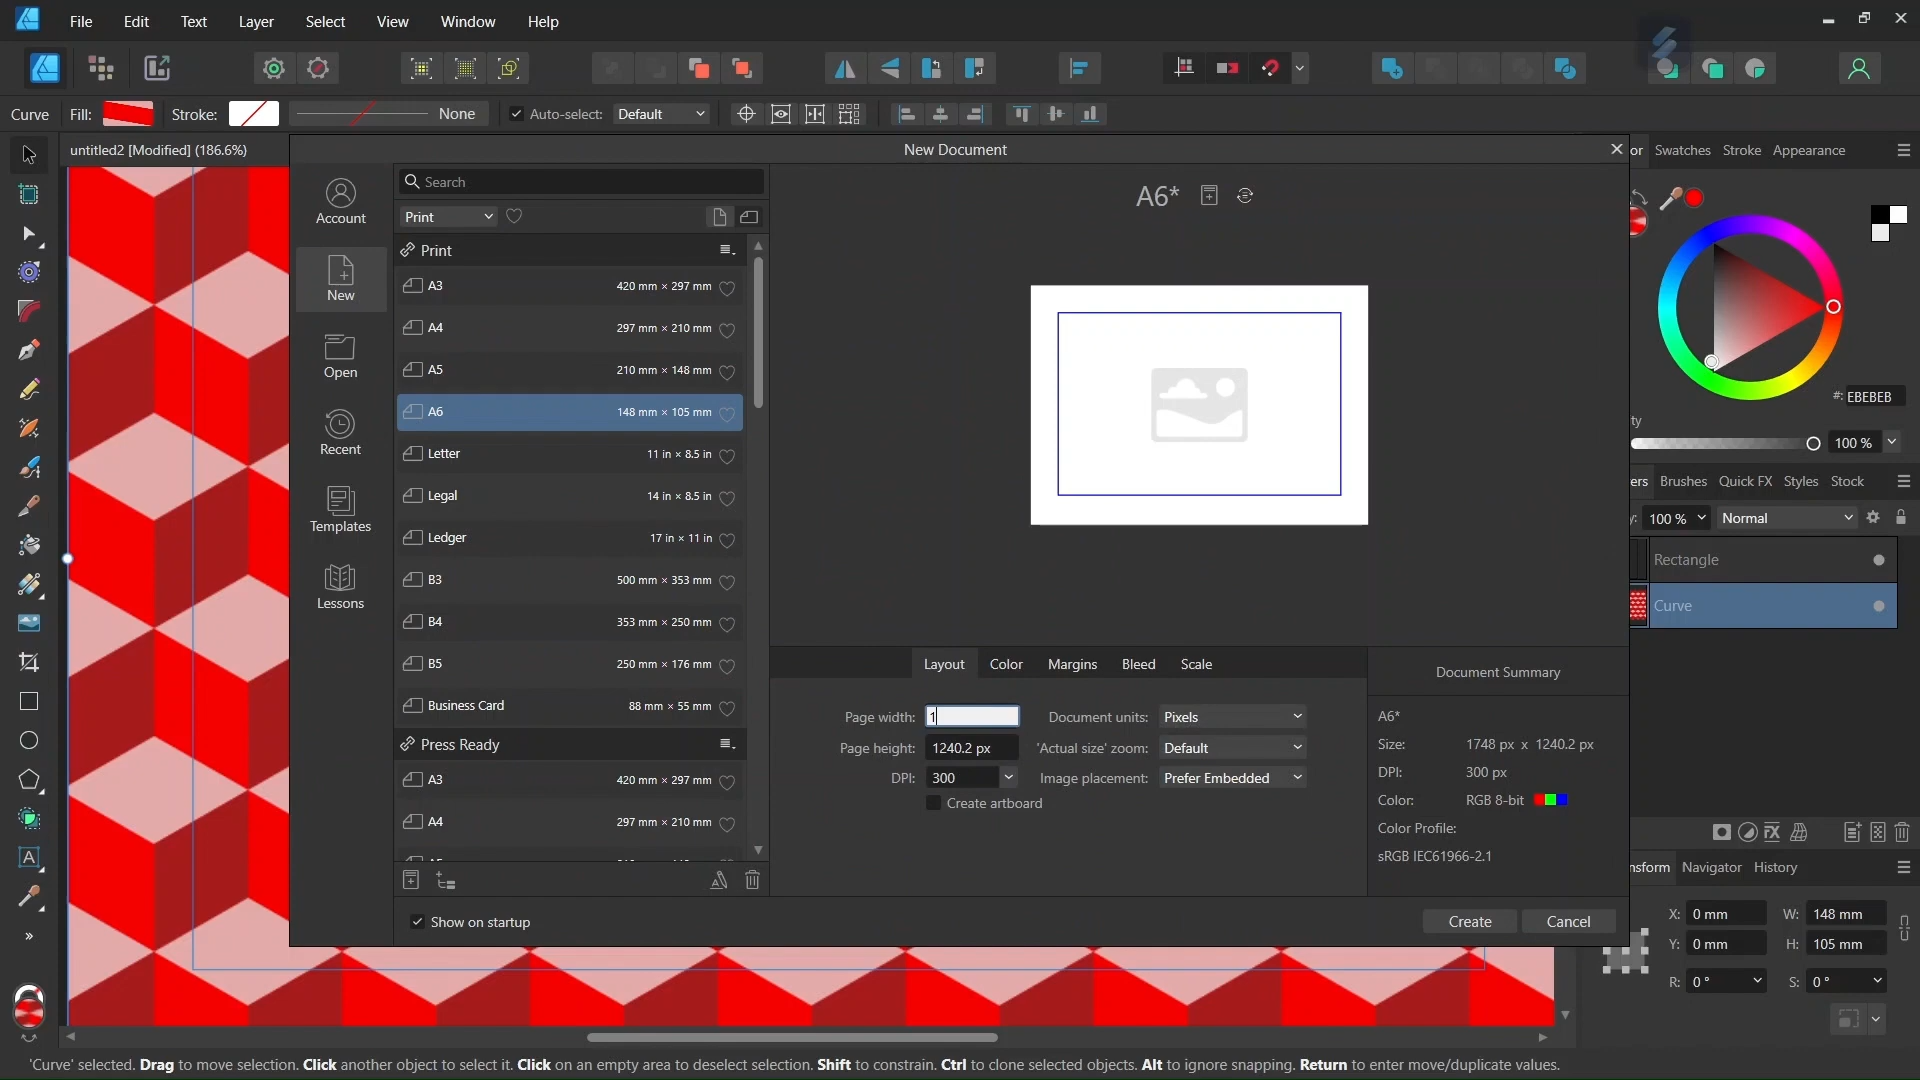 File Edit Text Layer Select View Window Help
Curve Fill: Stroke: None Auto-select: Default
untitled2 [Modified] (186.6%)
New Document
Swatches Stroke Appearance
Account
New
Open
Recent
Templates
Lessons
Search
Print
Print
A3 420 mm × 297 mm
A4 297 mm × 210 mm
A5 210 mm × 148 mm
A6 148 mm × 105 mm
Letter 11 in × 8.5 in
Legal 14 in × 8.5 in
Ledger 17 in × 11 in
B3 500 mm × 353 mm
B4 353 mm × 250 mm
B5 250 mm × 176 mm
Business Card 88 mm × 55 mm
Press Ready
A3 420 mm × 297 mm
A4 297 mm × 210 mm
Show on startup
A6*
Layout Color Margins Bleed Scale
Page width: 1 Document units: Pixels
Page height: 1240.2 px 'Actual size' zoom: Default
DPI: 300 Image placement: Prefer Embedded
Create artboard
Document Summary
A6*
Size: 1748 px x 1240.2 px
DPI: 300 px
Color: RGB 8-bit
Color Profile:
sRGB IEC61966-2.1
Create Cancel
#: EBEBEB
ty
100 %
ers Brushes Quick FX Styles Stock
y: 100 % Normal
Rectangle
Curve
nsform Navigator History
X: 0 mm W: 148 mm
Y: 0 mm H: 105 mm
R: 0 ° S: 0 °
'Curve' selected. Drag to move selection. Click another object to select it. Click on an empty area to deselect selection. Shift to constrain. Ctrl to clone selected objects. Alt to ignore snapping. Return to enter move/duplicate values.